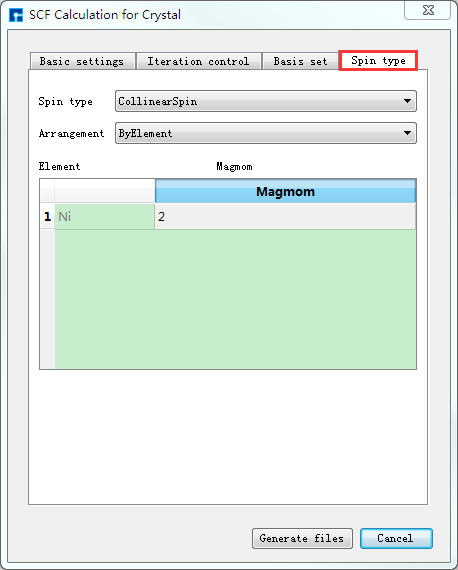 SCF Calculation for Crystal
Basic settings Iteration control Basis set Spin type
Spin type CollinearSpin
Arrangement ByElement
Element Magmom
Magmom
1 Ni 2
Generate files Cancel